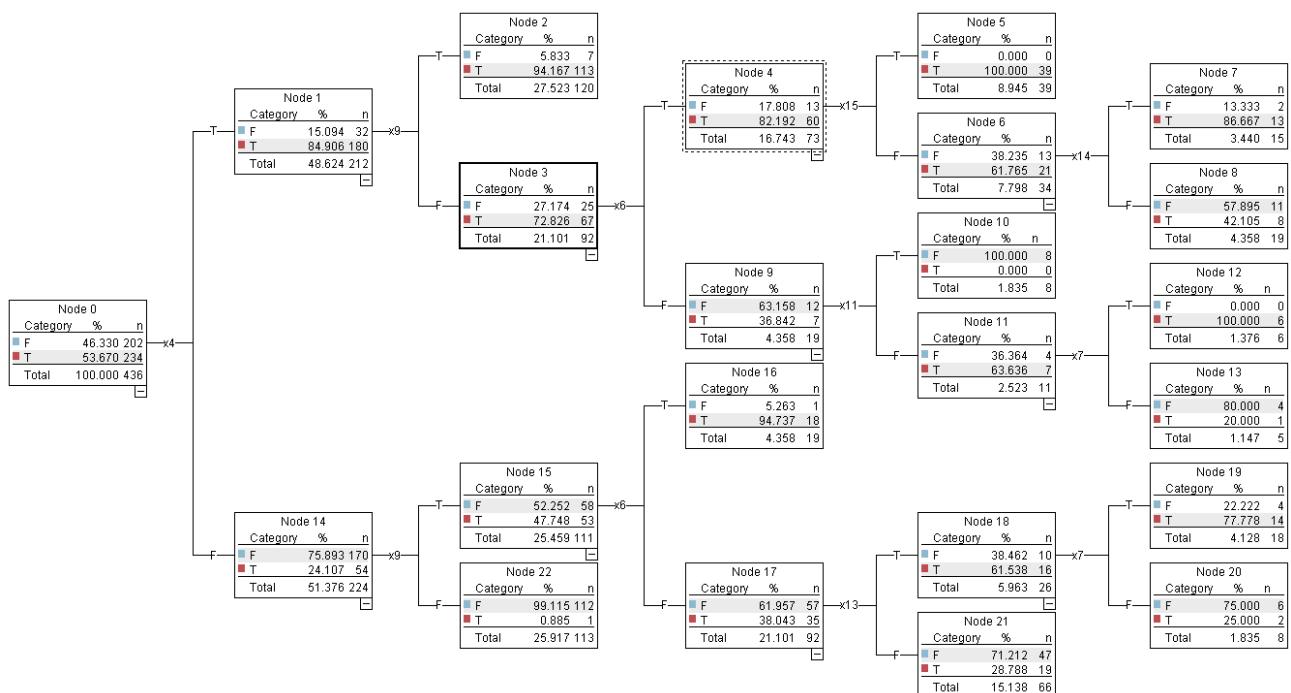 Node 0
Category % n
F 46.330 202
T 53.670 234
Total 100.000 436
x4
T
Node 1
Category % n
F 15.094 32
T 84.906 180
Total 48.624 212
x9
T
Node 2
Category % n
F 5.833 7
T 94.167 113
Total 27.523 120
F
Node 3
Category % n
F 27.174 25
T 72.826 67
Total 21.101 92
x6
T
Node 4
Category % n
F 17.808 13
T 82.192 60
Total 16.743 73
x15
T
Node 5
Category % n
F 0.000 0
T 100.000 39
Total 8.945 39
F
Node 6
Category % n
F 38.235 13
T 61.765 21
Total 7.798 34
x14
T
Node 7
Category % n
F 13.333 2
T 86.667 13
Total 3.440 15
F
Node 8
Category % n
F 57.895 11
T 42.105 8
Total 4.358 19
F
Node 9
Category % n
F 63.158 12
T 36.842 7
Total 4.358 19
x11
T
Node 10
Category % n
F 100.000 8
T 0.000 0
Total 1.835 8
F
Node 11
Category % n
F 36.364 4
T 63.636 7
Total 2.523 11
x7
T
Node 12
Category % n
F 0.000 0
T 100.000 6
Total 1.376 6
F
Node 13
Category % n
F 80.000 4
T 20.000 1
Total 1.147 5
F
Node 14
Category % n
F 75.893 170
T 24.107 54
Total 51.376 224
x9
T
Node 15
Category % n
F 52.252 58
T 47.748 53
Total 25.459 111
x6
T
Node 16
Category % n
F 5.263 1
T 94.737 18
Total 4.358 19
F
Node 17
Category % n
F 61.957 57
T 38.043 35
Total 21.101 92
x13
T
Node 18
Category % n
F 38.462 10
T 61.538 16
Total 5.963 26
x7
T
Node 19
Category % n
F 22.222 4
T 77.778 14
Total 4.128 18
F
Node 20
Category % n
F 75.000 6
T 25.000 2
Total 1.835 8
F
Node 21
Category % n
F 71.212 47
T 28.788 19
Total 15.138 66
F
Node 22
Category % n
F 99.115 112
T 0.885 1
Total 25.917 113